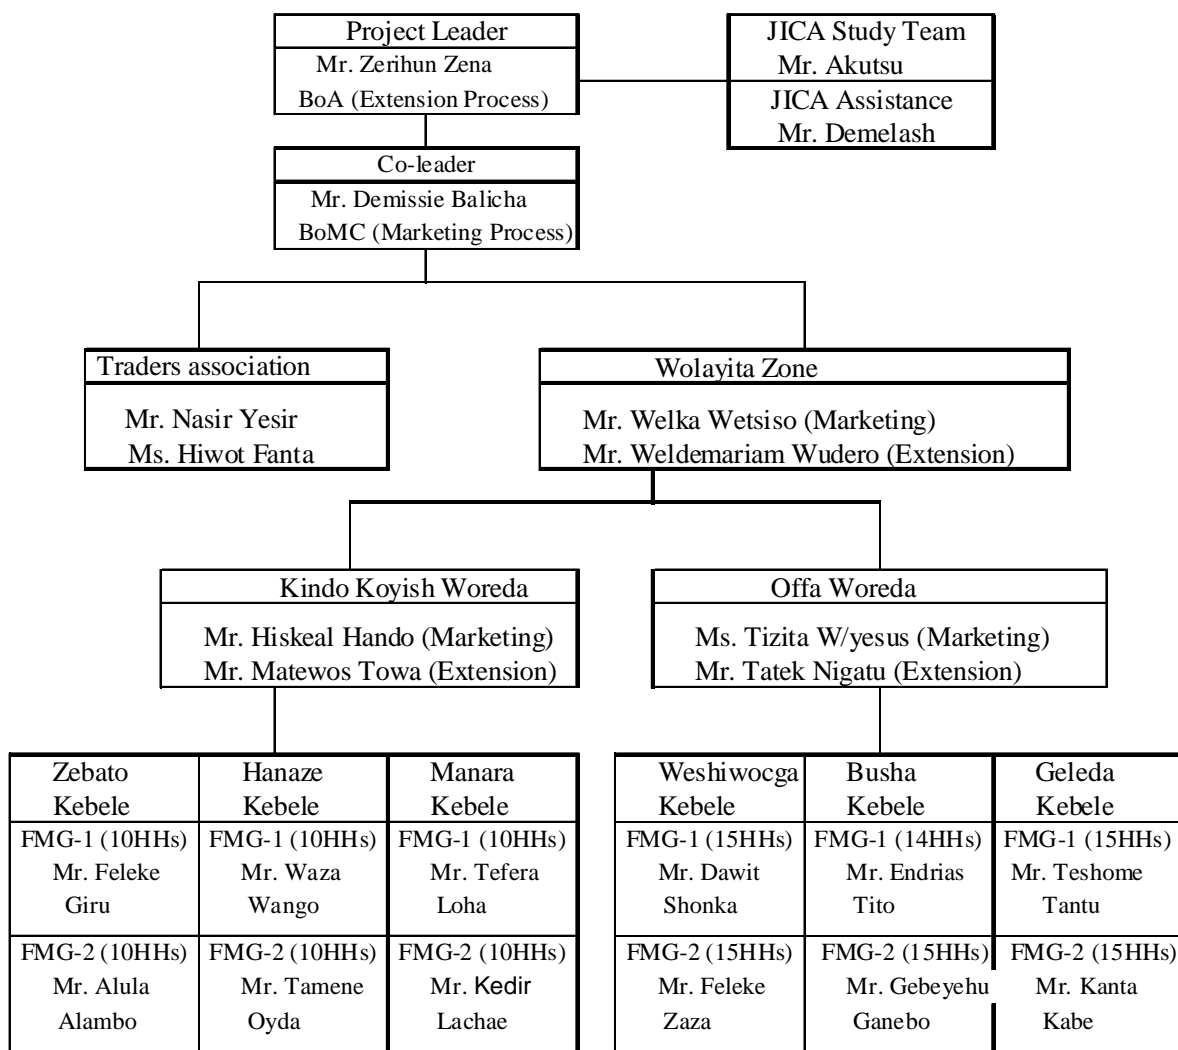 Project Leader
Mr. Zerihun Zena
BoA (Extension Process)
JICA Study Team
Mr. Akutsu
JICA Assistance
Mr. Demelash
Co-leader
Mr. Demissie Balicha
BoMC (Marketing Process)
Traders association
Mr. Nasir Yesir
Ms. Hiwot Fanta
Wolayita Zone
Mr. Welka Wetsiso (Marketing)
Mr. Weldemariam Wudero (Extension)
Kindo Koyish Woreda
Mr. Hiskeal Hando (Marketing)
Mr. Matewos Towa (Extension)
Offa Woreda
Ms. Tizita W/yesus (Marketing)
Mr. Tatek Nigatu (Extension)
Zebato
Kebele
FMG-1 (10HHs)
Mr. Feleke
Giru
FMG-2 (10HHs)
Mr. Alula
Alambo
Hanaze
Kebele
FMG-1 (10HHs)
Mr. Waza
Wango
FMG-2 (10HHs)
Mr. Tamene
Oyda
Manara
Kebele
FMG-1 (10HHs)
Mr. Tefera
Loha
FMG-2 (10HHs)
Mr. Kedir
Lachae
Weshiwocga
Kebele
FMG-1 (15HHs)
Mr. Dawit
Shonka
FMG-2 (15HHs)
Mr. Feleke
Zaza
Busha
Kebele
FMG-1 (14HHs)
Mr. Endrias
Tito
FMG-2 (15HHs)
Mr. Gebeyehu
Ganebo
Geleda
Kebele
FMG-1 (15HHs)
Mr. Teshome
Tantu
FMG-2 (15HHs)
Mr. Kanta
Kabe